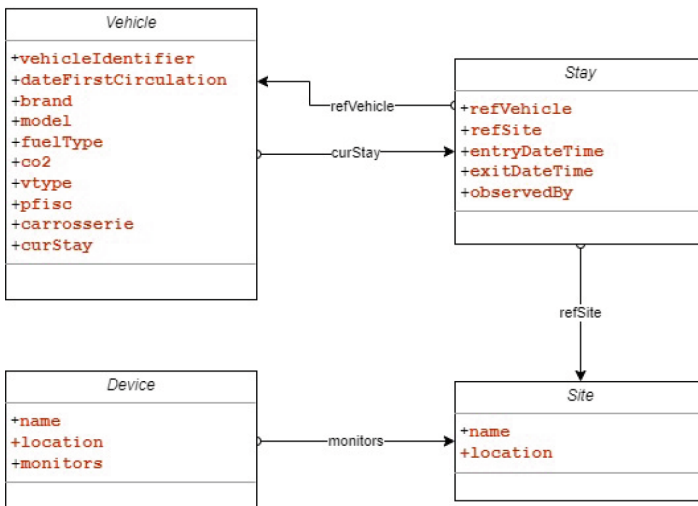 Vehicle
+vehicleIdentifier
+dateFirstCirculation
+brand
+model
+fuelType
+co2
+vtype
+pfisc
+carrosserie
+curStay
refVehicle
curStay
Stay
+refVehicle
+refSite
+entryDateTime
+exitDateTime
+observedBy
refSite
Device
+name
+location
+monitors
monitors
Site
+name
+location